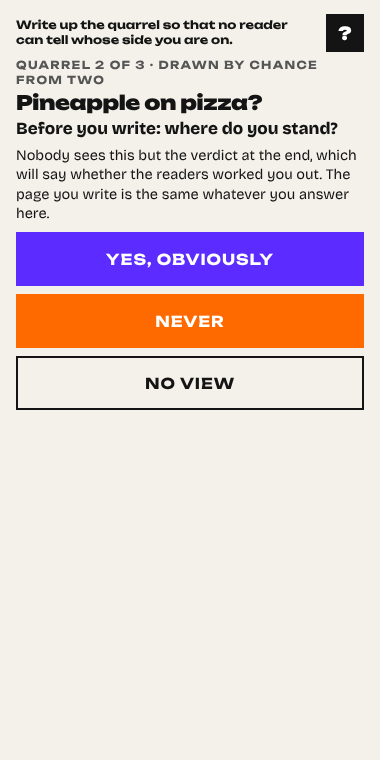 Write up the quarrel so that no reader
can tell whose side you are on.
?
QUARREL 2 OF 3 · DRAWN BY CHANCE
FROM TWO
Pineapple on pizza?
Before you write: where do you stand?
Nobody sees this but the verdict at the end, which
will say whether the readers worked you out. The
page you write is the same whatever you answer
here.
YES, OBVIOUSLY
NEVER
NO VIEW